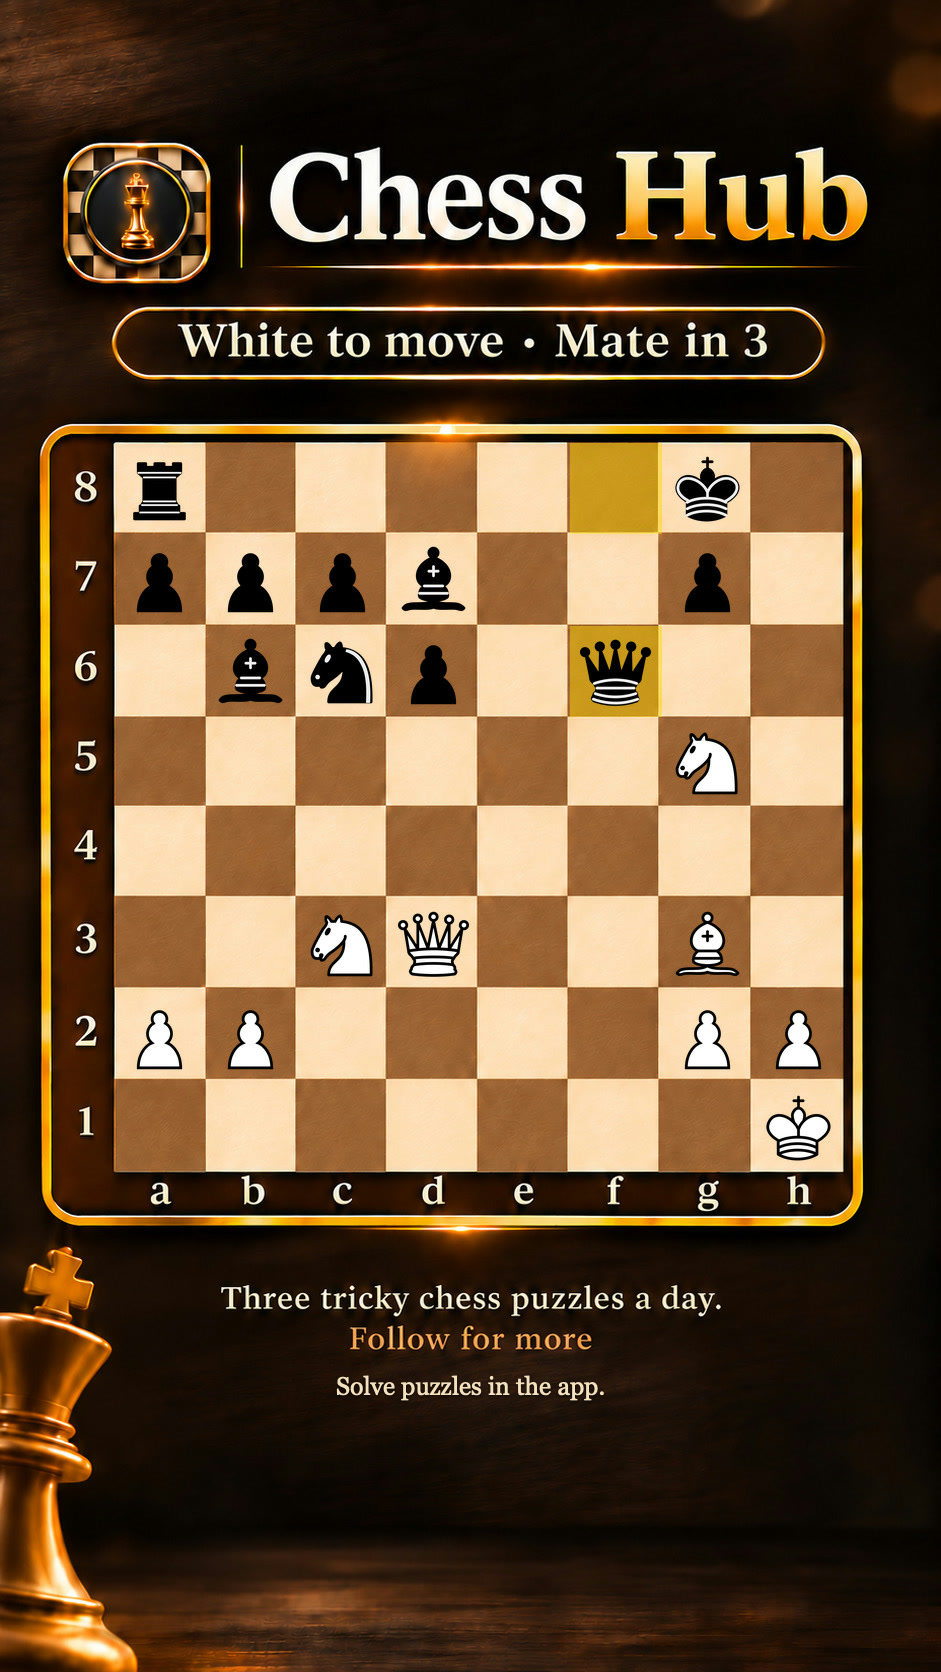 Chess Hub
White to move • Mate in 3
8
7
6
5
4
3
2
1
a b c d e f g h
Three tricky chess puzzles a day.
Follow for more
Solve puzzles in the app.